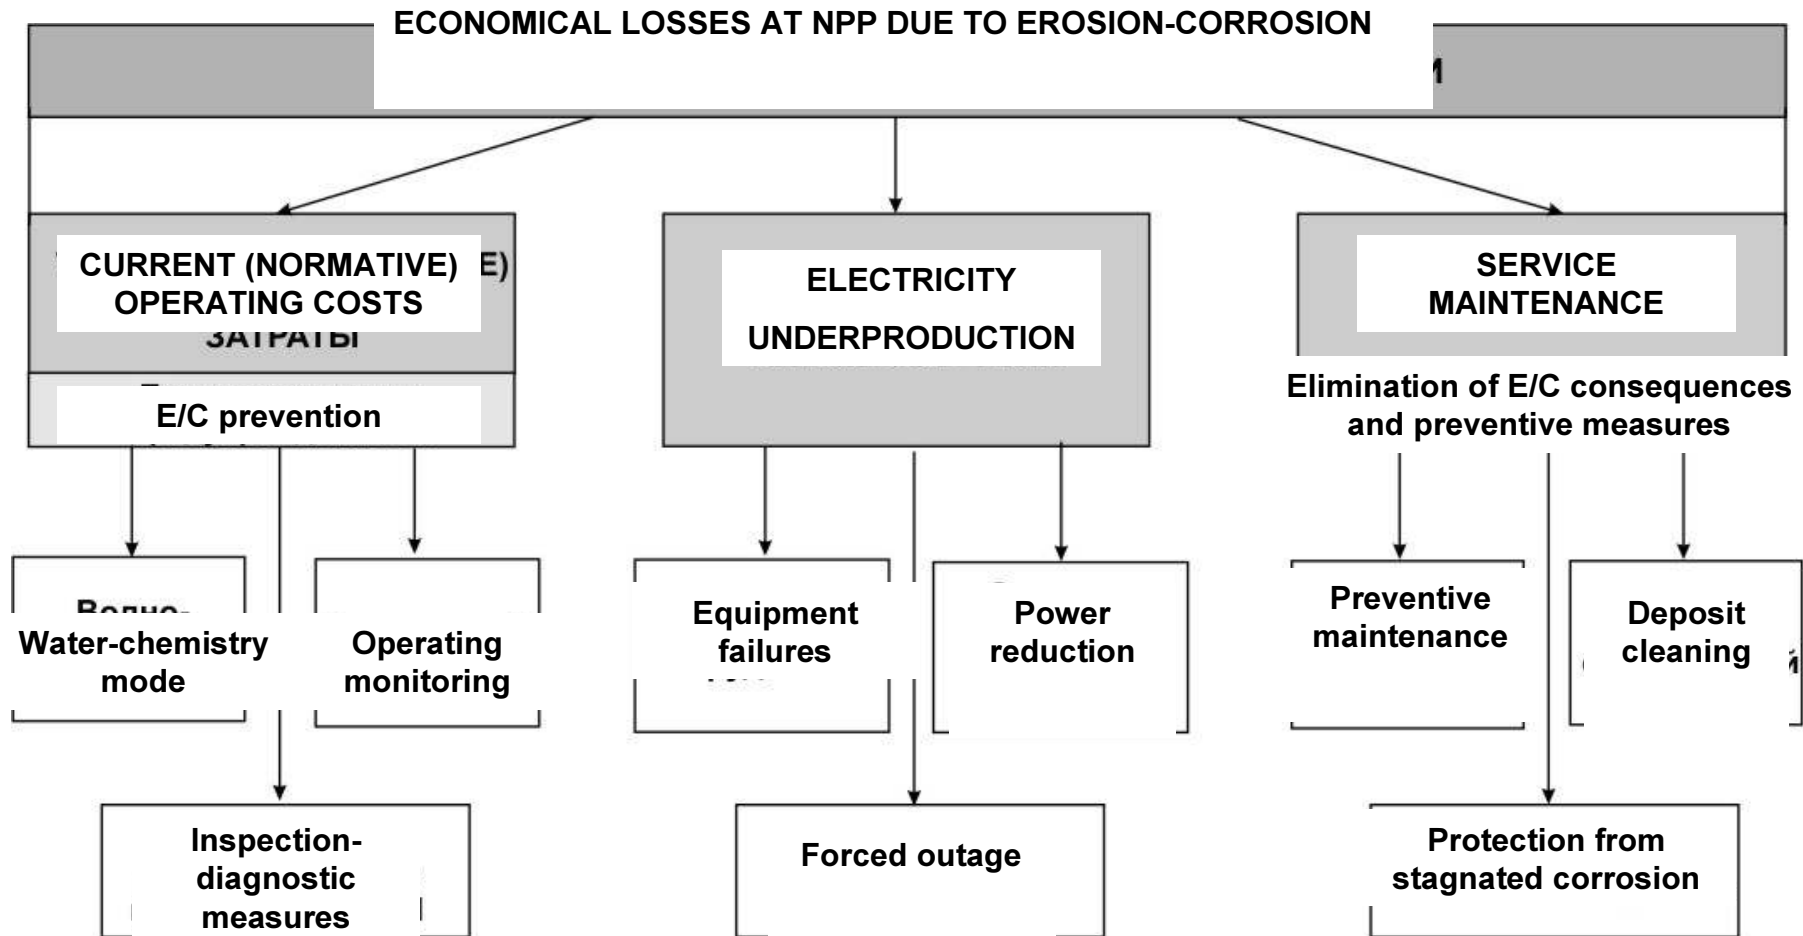 ECONOMICAL LOSSES AT NPP DUE TO EROSION-CORROSION
CURRENT (NORMATIVE)
OPERATING COSTS
ЗАТРАТЫ
E/C prevention
ELECTRICITY
UNDERPRODUCTION
SERVICE
MAINTENANCE
Elimination of E/C consequences
and preventive measures
Water-chemistry
mode
Operating
monitoring
Equipment
failures
Power
reduction
Preventive
maintenance
Deposit
cleaning
Inspection-
diagnostic
measures
Forced outage
Protection from
stagnated corrosion